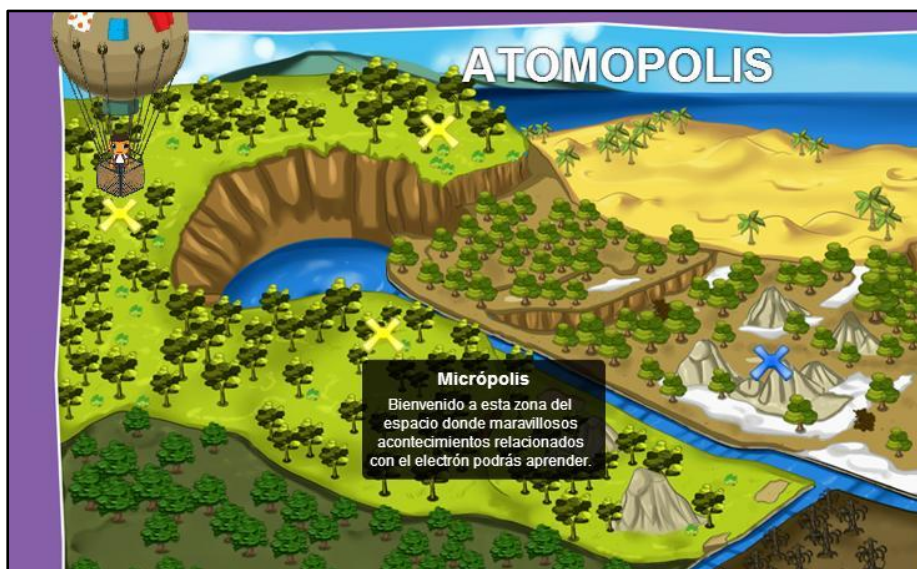 ATOMOPOLIS
Micrópolis
Bienvenido a esta zona del
espacio donde maravillosos
acontecimientos relacionados
con el electrón podrás aprender.